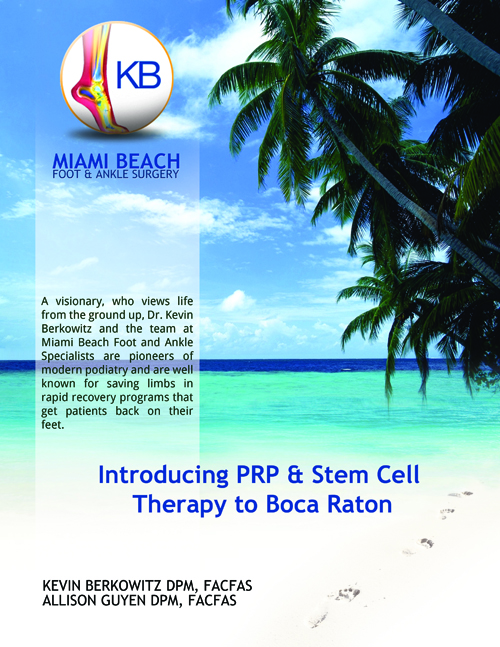 KB
MIAMI BEACH
FOOT & ANKLE SURGERY
A visionary, who views life
from the ground up, Dr. Kevin
Berkowitz and the team at
Miami Beach Foot and Ankle
Specialists are pioneers of
modern podiatry and are well
known for saving limbs in
rapid recovery programs that
get patients back on their
feet.
Introducing PRP & Stem Cell
Therapy to Boca Raton
KEVIN BERKOWITZ DPM, FACFAS
ALLISON GUYEN DPM, FACFAS